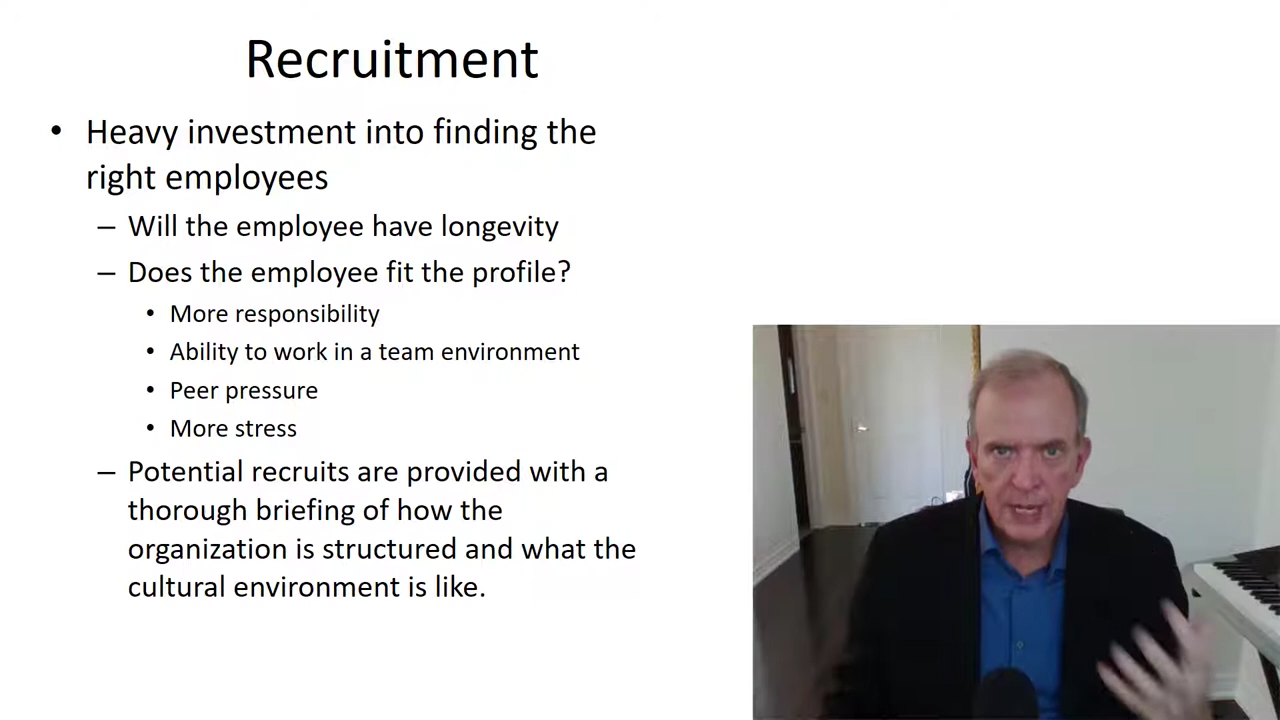 Recruitment
• Heavy investment into finding the
right employees
– Will the employee have longevity
– Does the employee fit the profile?
• More responsibility
• Ability to work in a team environment
• Peer pressure
• More stress
– Potential recruits are provided with a
thorough briefing of how the
organization is structured and what the
cultural environment is like.